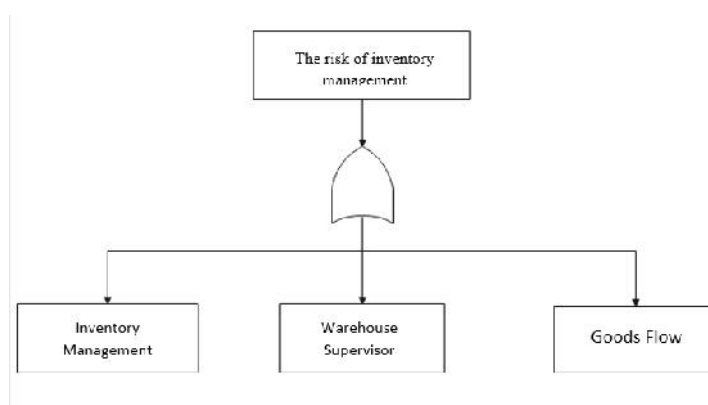 The risk of inventory
management
Inventory
Management
Warehouse
Supervisor
Goods Flow